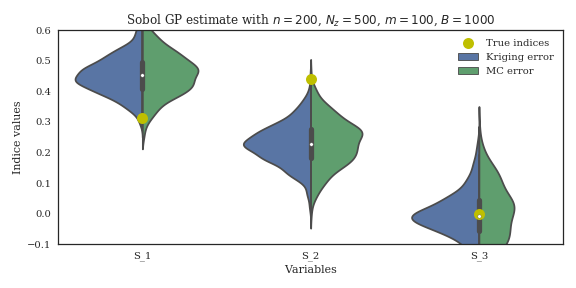 Sobol GP estimate with n = 200, N_z = 500, m = 100, B = 1000
True indices
Kriging error
MC error
0.6
0.5
0.4
0.3
0.2
0.1
0.0
−0.1
Indice values
S_1 S_2 S_3
Variables